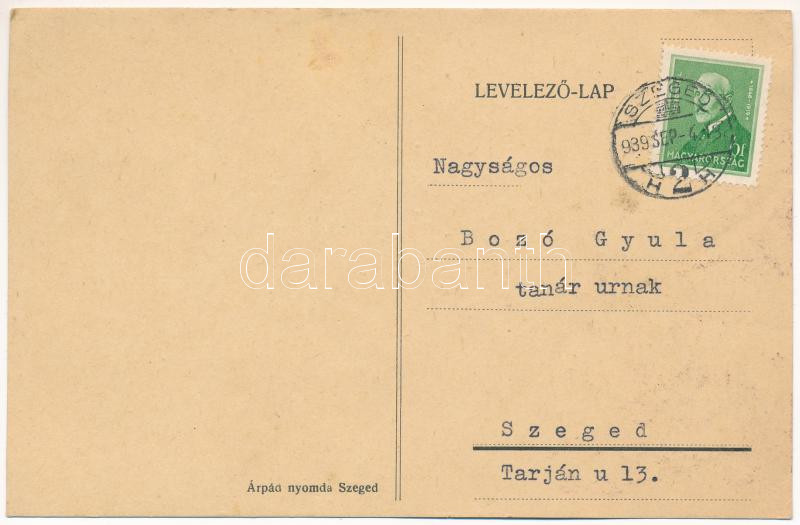 LEVELEZŐ-LAP
SZEGED
939 SEP-4
H 2 H
MAGYARORSZÁG
Nagyságos
Bozó Gyula
tanár urnak
darabanth
Szeged
Tarján u 13.
Árpád nyomda Szeged